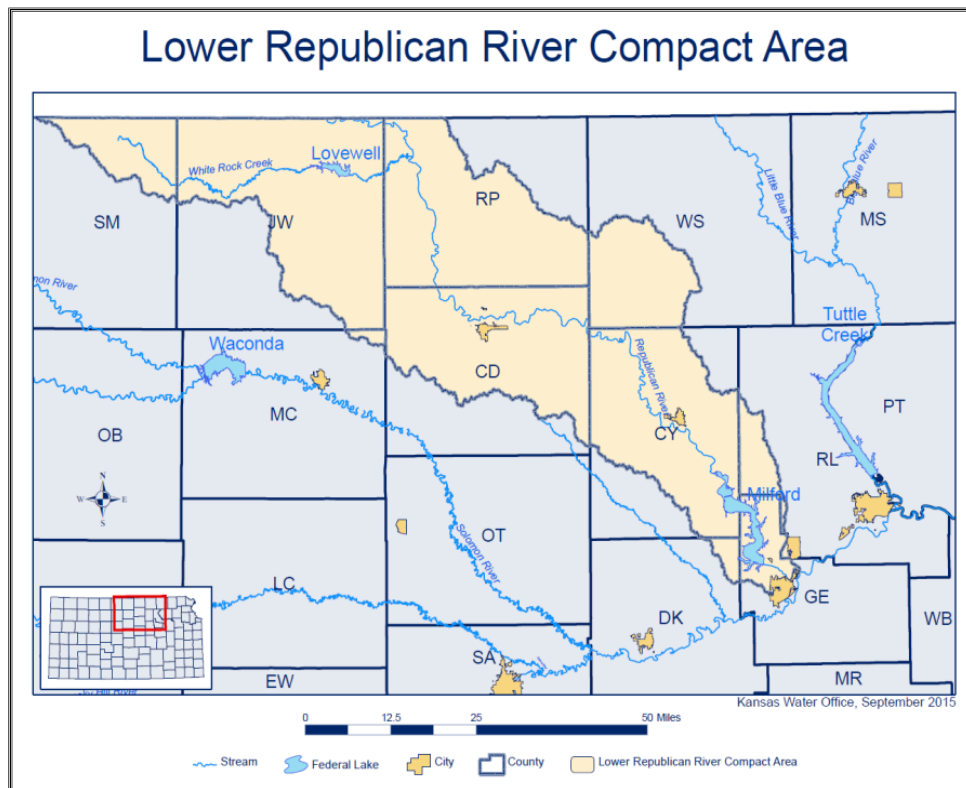 Lower Republican River Compact Area
Lovewell
White Rock Creek
RP
SM
JW
WS
Little Blue River
Blue River
MS
Tuttle
Creek
River
Waconda
CD
Republican River
MC
OB
CY
PT
RL
Milford
N
W E
S
OT
Solomon River
LC
DK
GE
WB
SA
EW
MR
Kansas Water Office, September 2015
0 12.5 25 50 Miles
Stream Federal Lake City County Lower Republican River Compact Area